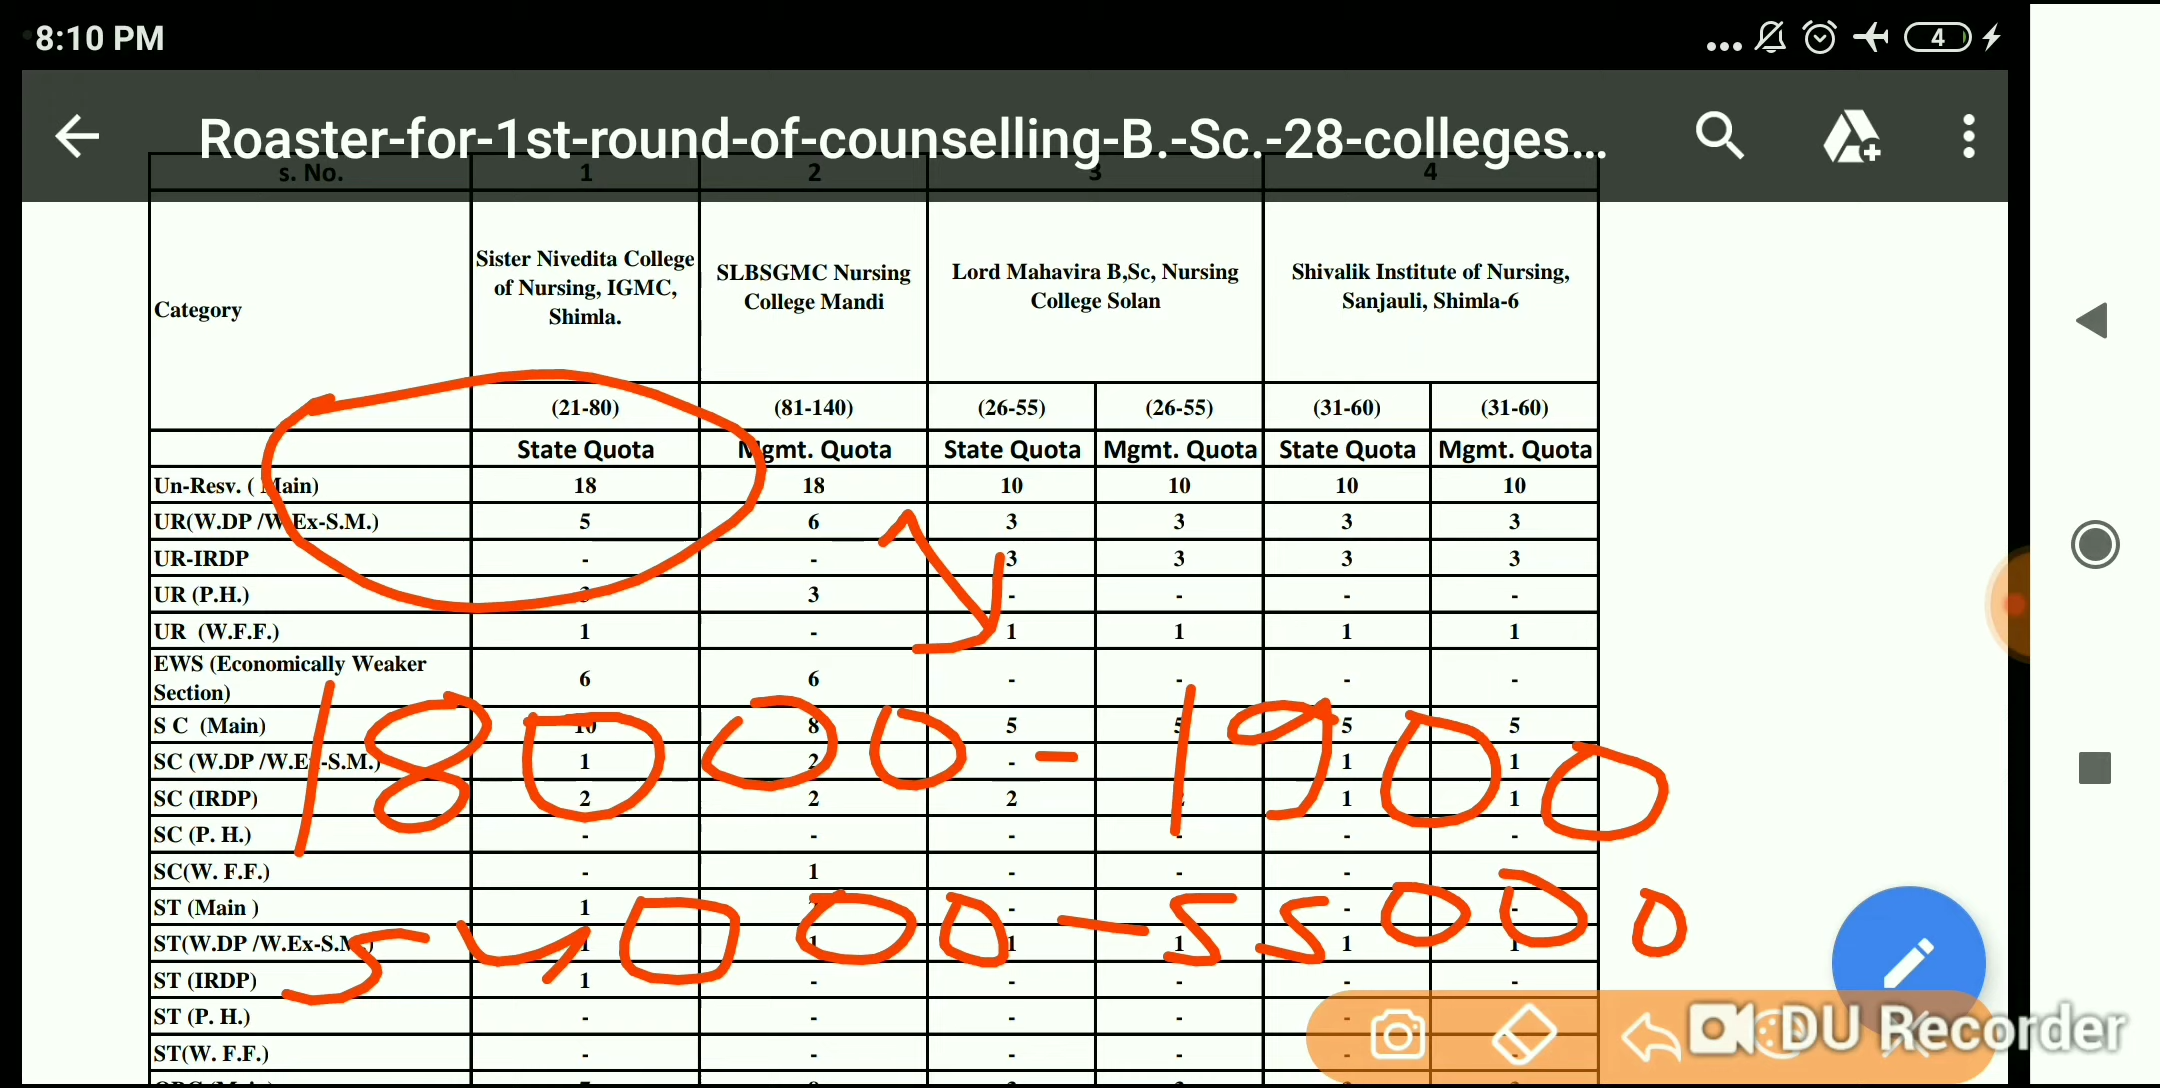 8:10 PM
4
Roaster-for-1st-round-of-counselling-B.-Sc.-28-colleges...
s. No. 1 2 3 4
Category Sister Nivedita College of Nursing, IGMC, Shimla. SLBSGMC Nursing College Mandi Lord Mahavira B,Sc, Nursing College Solan Shivalik Institute of Nursing, Sanjauli, Shimla-6
(21-80) (81-140) (26-55) (26-55) (31-60) (31-60)
State Quota Mgmt. Quota State Quota Mgmt. Quota State Quota Mgmt. Quota
Un-Resv. ( Main) 18 18 10 10 10 10
UR(W.DP /W.Ex-S.M.) 5 6 3 3 3 3
UR-IRDP - - 3 3 3 3
UR (P.H.) 3 3 - - - -
UR (W.F.F.) 1 - 1 1 1 1
EWS (Economically Weaker Section) 6 6 - - - -
S C (Main) 10 8 5 5 5 5
SC (W.DP /W.Ex-S.M.) 1 2 - 1 1
SC (IRDP) 2 2 2 2 1 1
SC (P. H.) - - - - - -
SC(W. F.F.) - 1 - - - -
18000-1900
ST (Main ) 1 - - -
ST(W.DP /W.Ex-S.M.) 1 1 1 1 1 1
ST (IRDP) 1 - - - - -
54000-55000
ST (P. H.) - - - - -
ST(W. F.F.) - - - -
DU Recorder